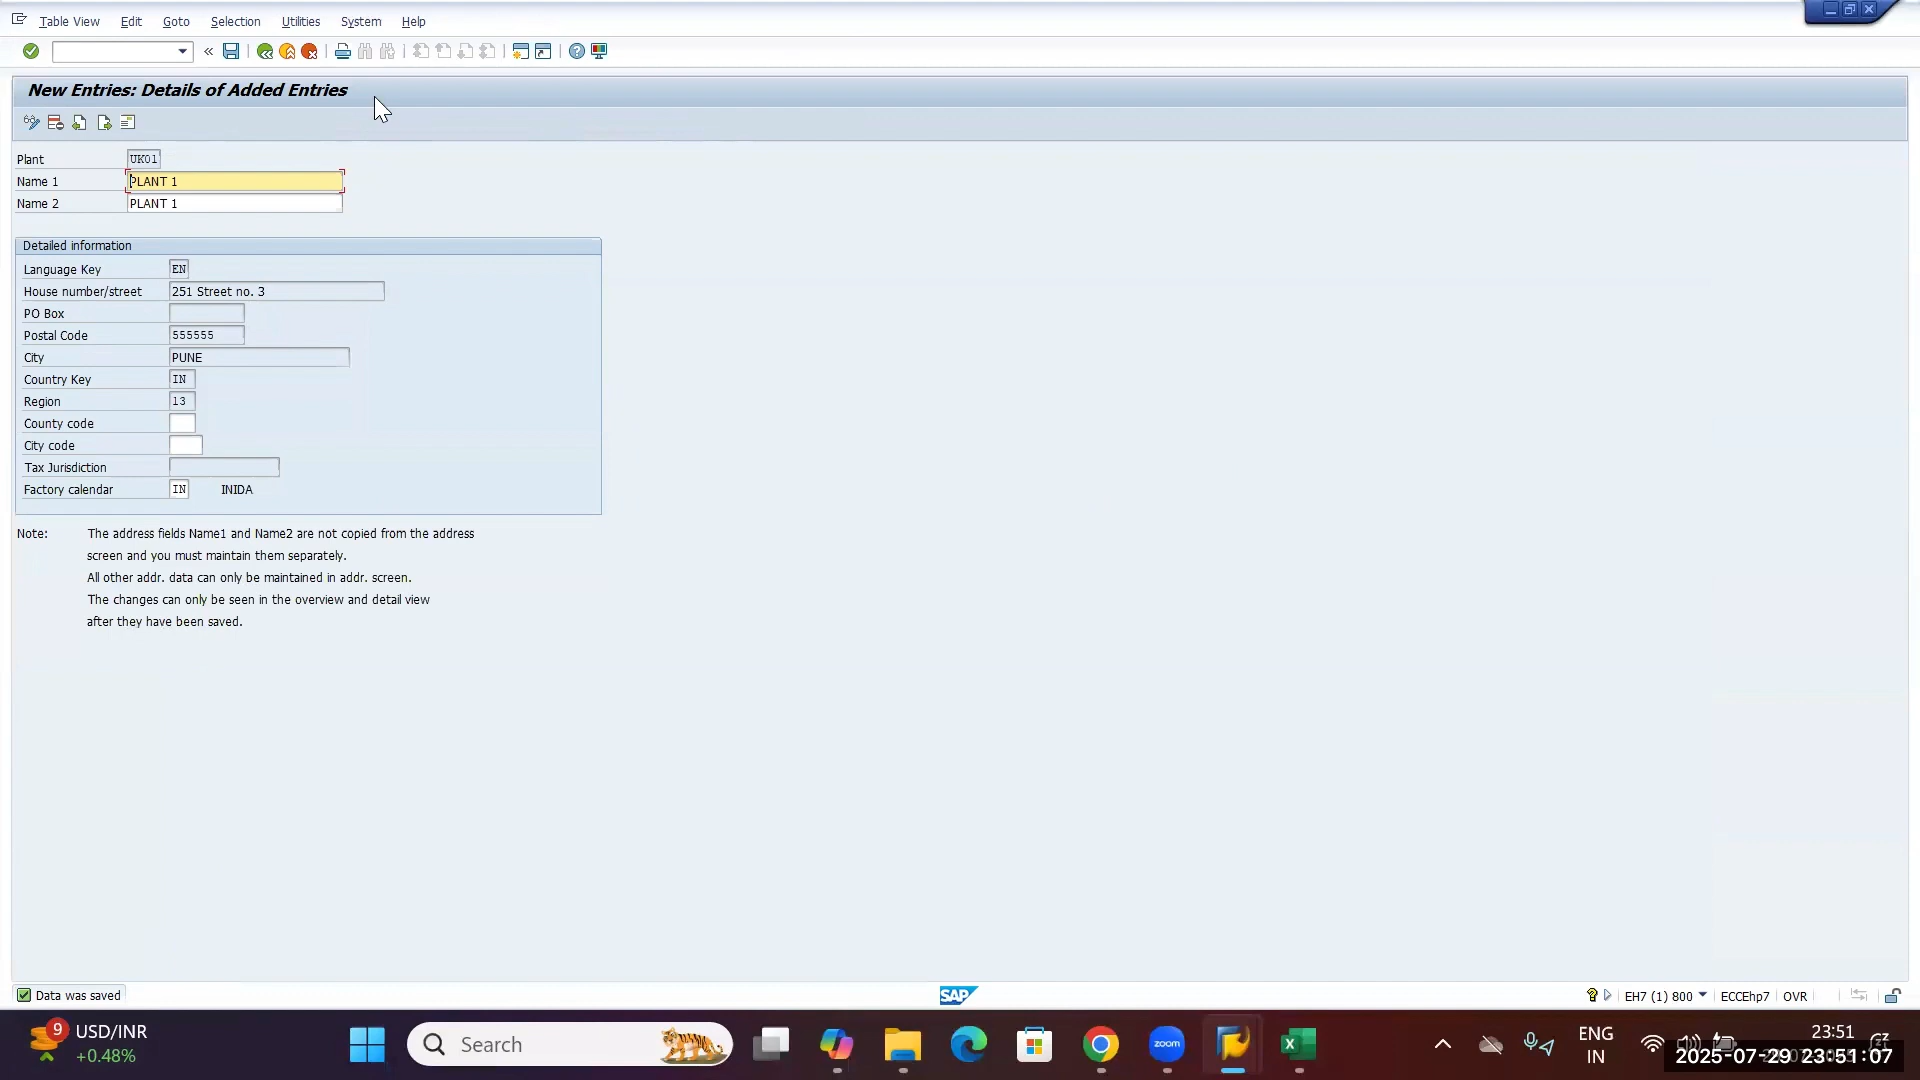 Table View Edit Goto Selection Utilities System Help
New Entries: Details of Added Entries
Plant UK01
Name 1 PLANT 1
Name 2 PLANT 1
Detailed information
Language Key EN
House number/street 251 Street no. 3
PO Box
Postal Code 555555
City PUNE
Country Key IN
Region 13
County code
City code
Tax Jurisdiction
Factory calendar IN INIDA
Note: The address fields Name1 and Name2 are not copied from the address
screen and you must maintain them separately.
All other addr. data can only be maintained in addr. screen.
The changes can only be seen in the overview and detail view
after they have been saved.
Data was saved SAP EH7 (1) 800 ECCEhp7 OVR
9 USD/INR
+0.48%
Search
zoom
ENG
IN
23:51
2025-07-29 23:51:07